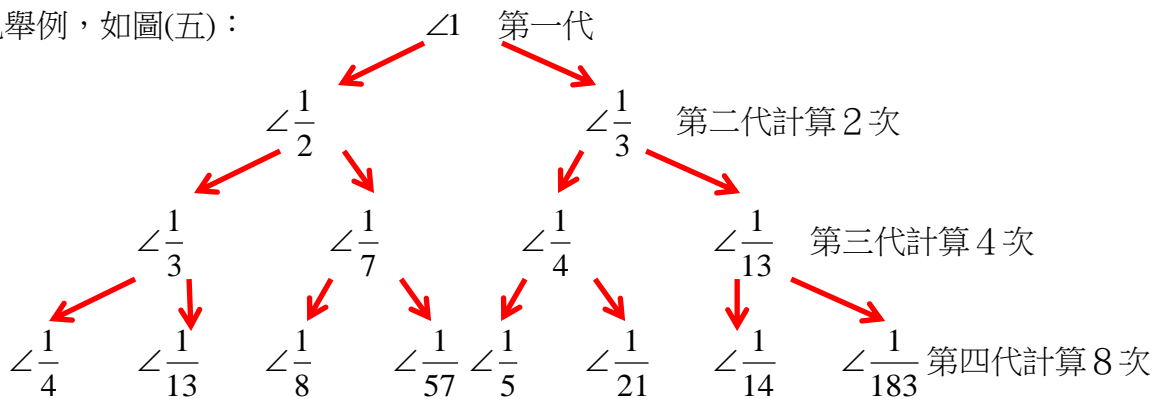 舉例，如圖(五)： ∠1 第一代
∠1/2 ∠1/3 第二代計算２次
∠1/3 ∠1/7 ∠1/4 ∠1/13 第三代計算４次
∠1/4 ∠1/13 ∠1/8 ∠1/57 ∠1/5 ∠1/21 ∠1/14 ∠1/183 第四代計算８次